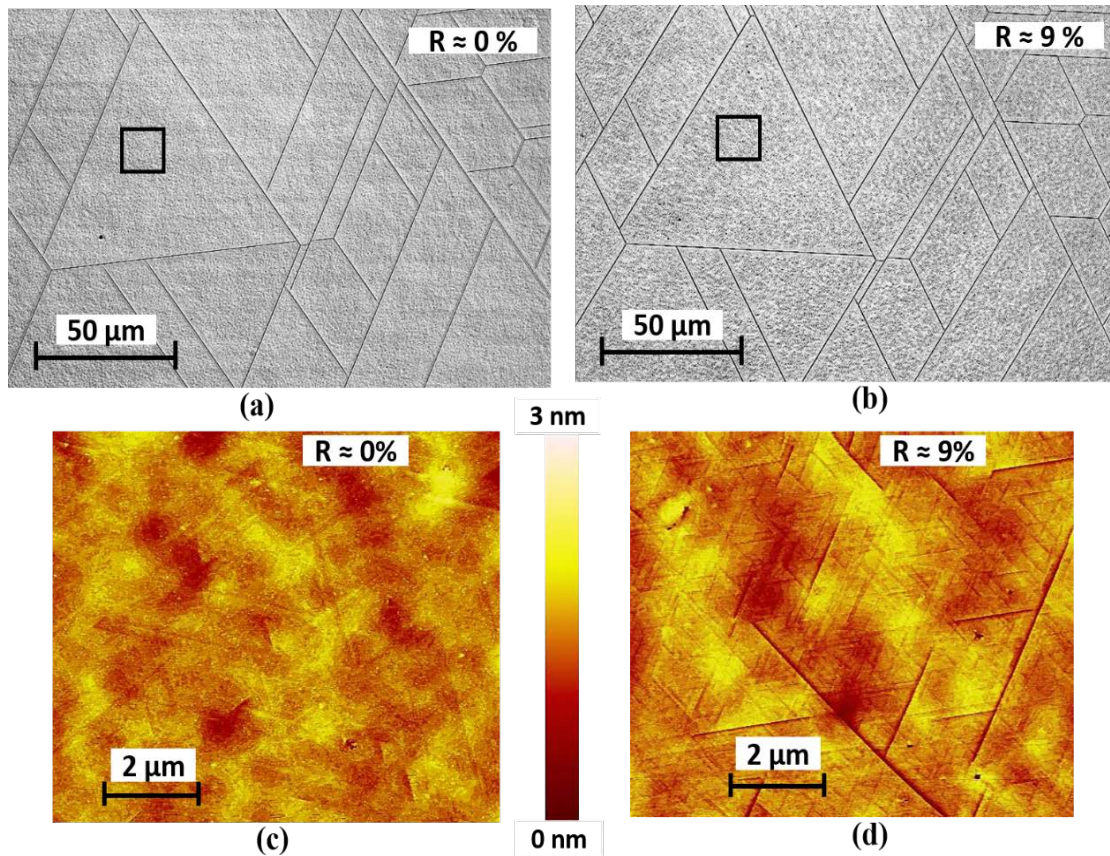 R ≈ 0 %
50 µm
(a)
R ≈ 9 %
50 µm
(b)
R ≈ 0%
2 µm
(c)
3 nm
0 nm
R ≈ 9%
2 µm
(d)